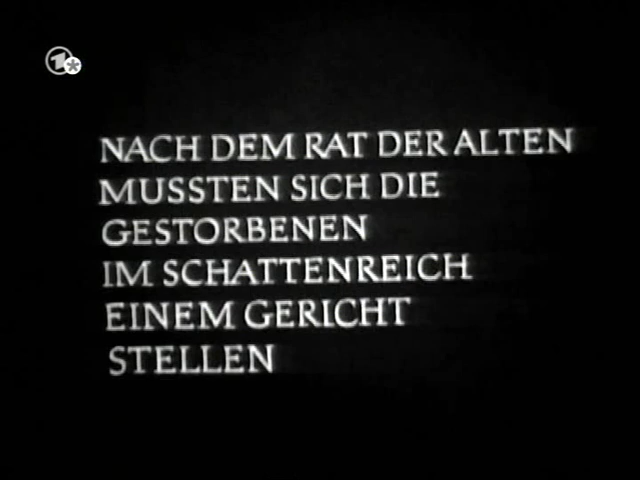 NACH DEM RAT DER ALTEN
MUSSTEN SICH DIE
GESTORBENEN
IM SCHATTENREICH
EINEM GERICHT
STELLEN